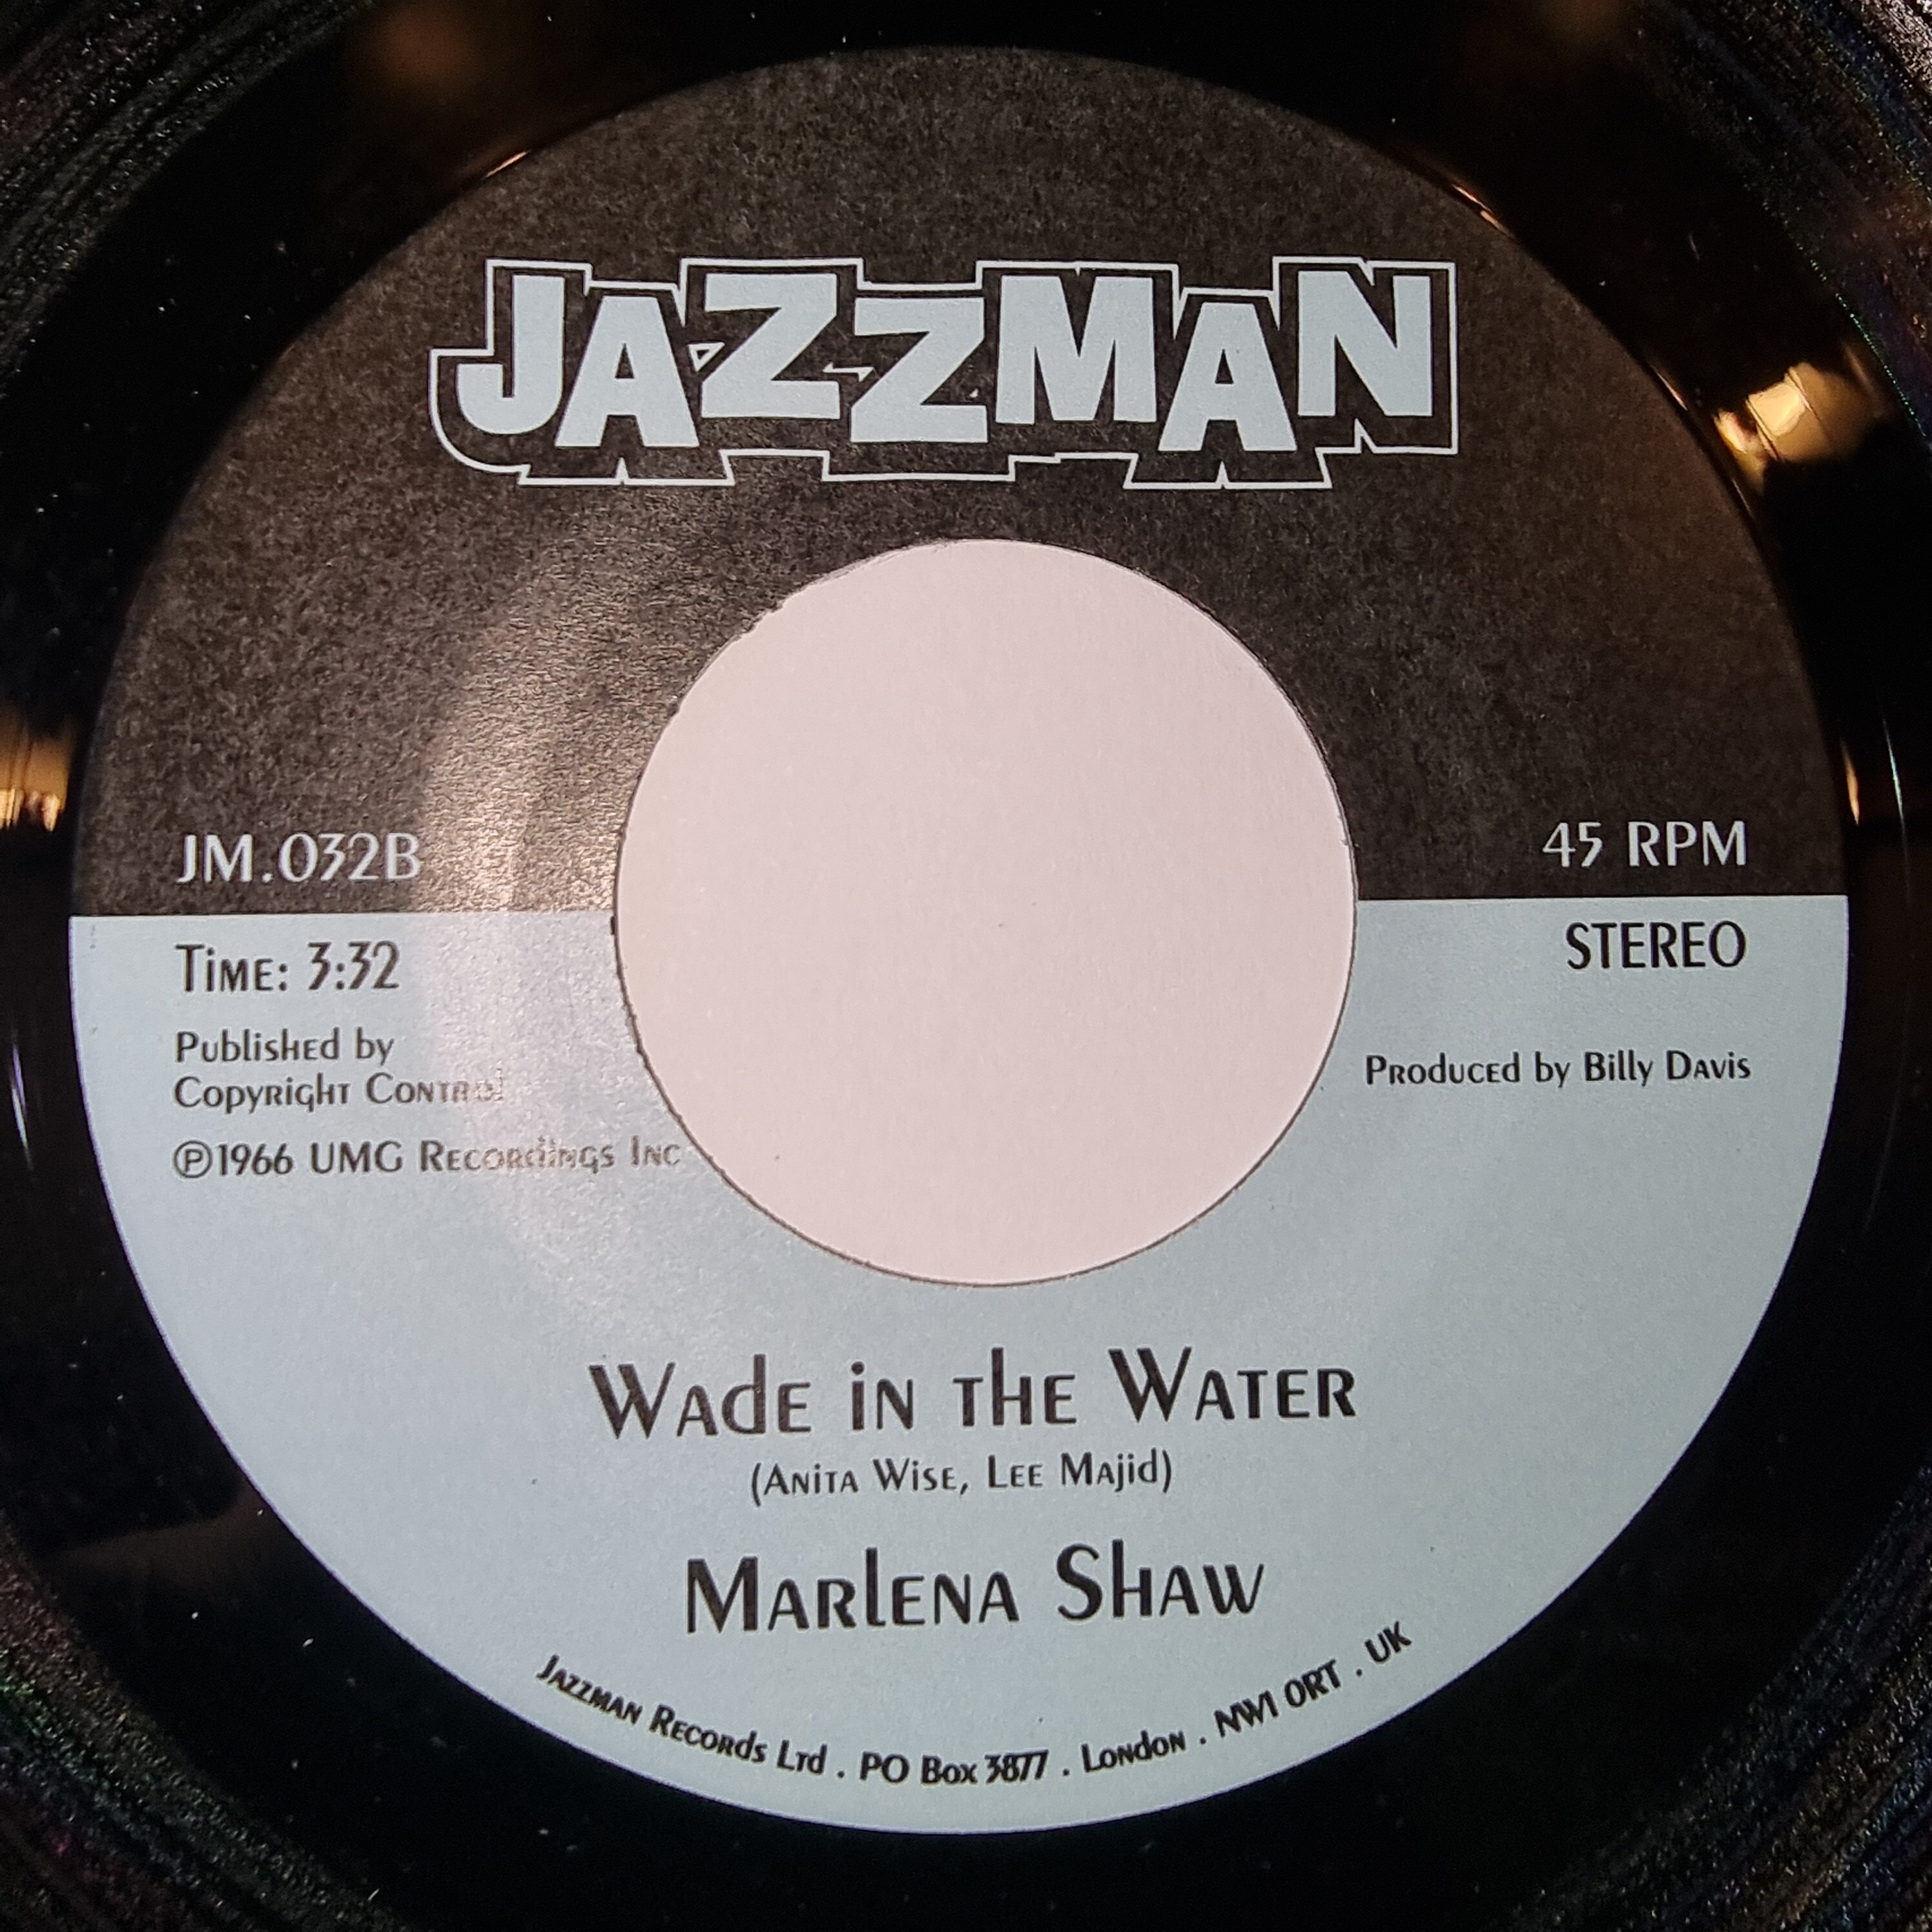 JAZZMAN
JM.032B
45 RPM
Time: 3:32
STEREO
Published by
Copyright Control
Produced by Billy Davis
℗1966 UMG Recordings Inc
Wade in the Water
(Anita Wise, Lee Majid)
Marlena Shaw
Jazzman Records Ltd . PO Box 3877 . London . NW1 0RT . UK